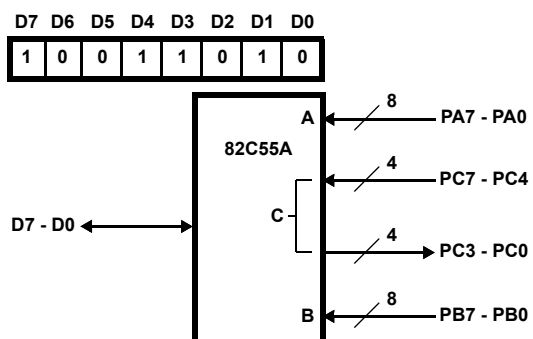 D7 D6 D5 D4 D3 D2 D1 D0
1 0 0 1 1 0 1 0
A 8 PA7 - PA0
82C55A
4 PC7 - PC4
D7 - D0 C
4 PC3 - PC0
B 8 PB7 - PB0